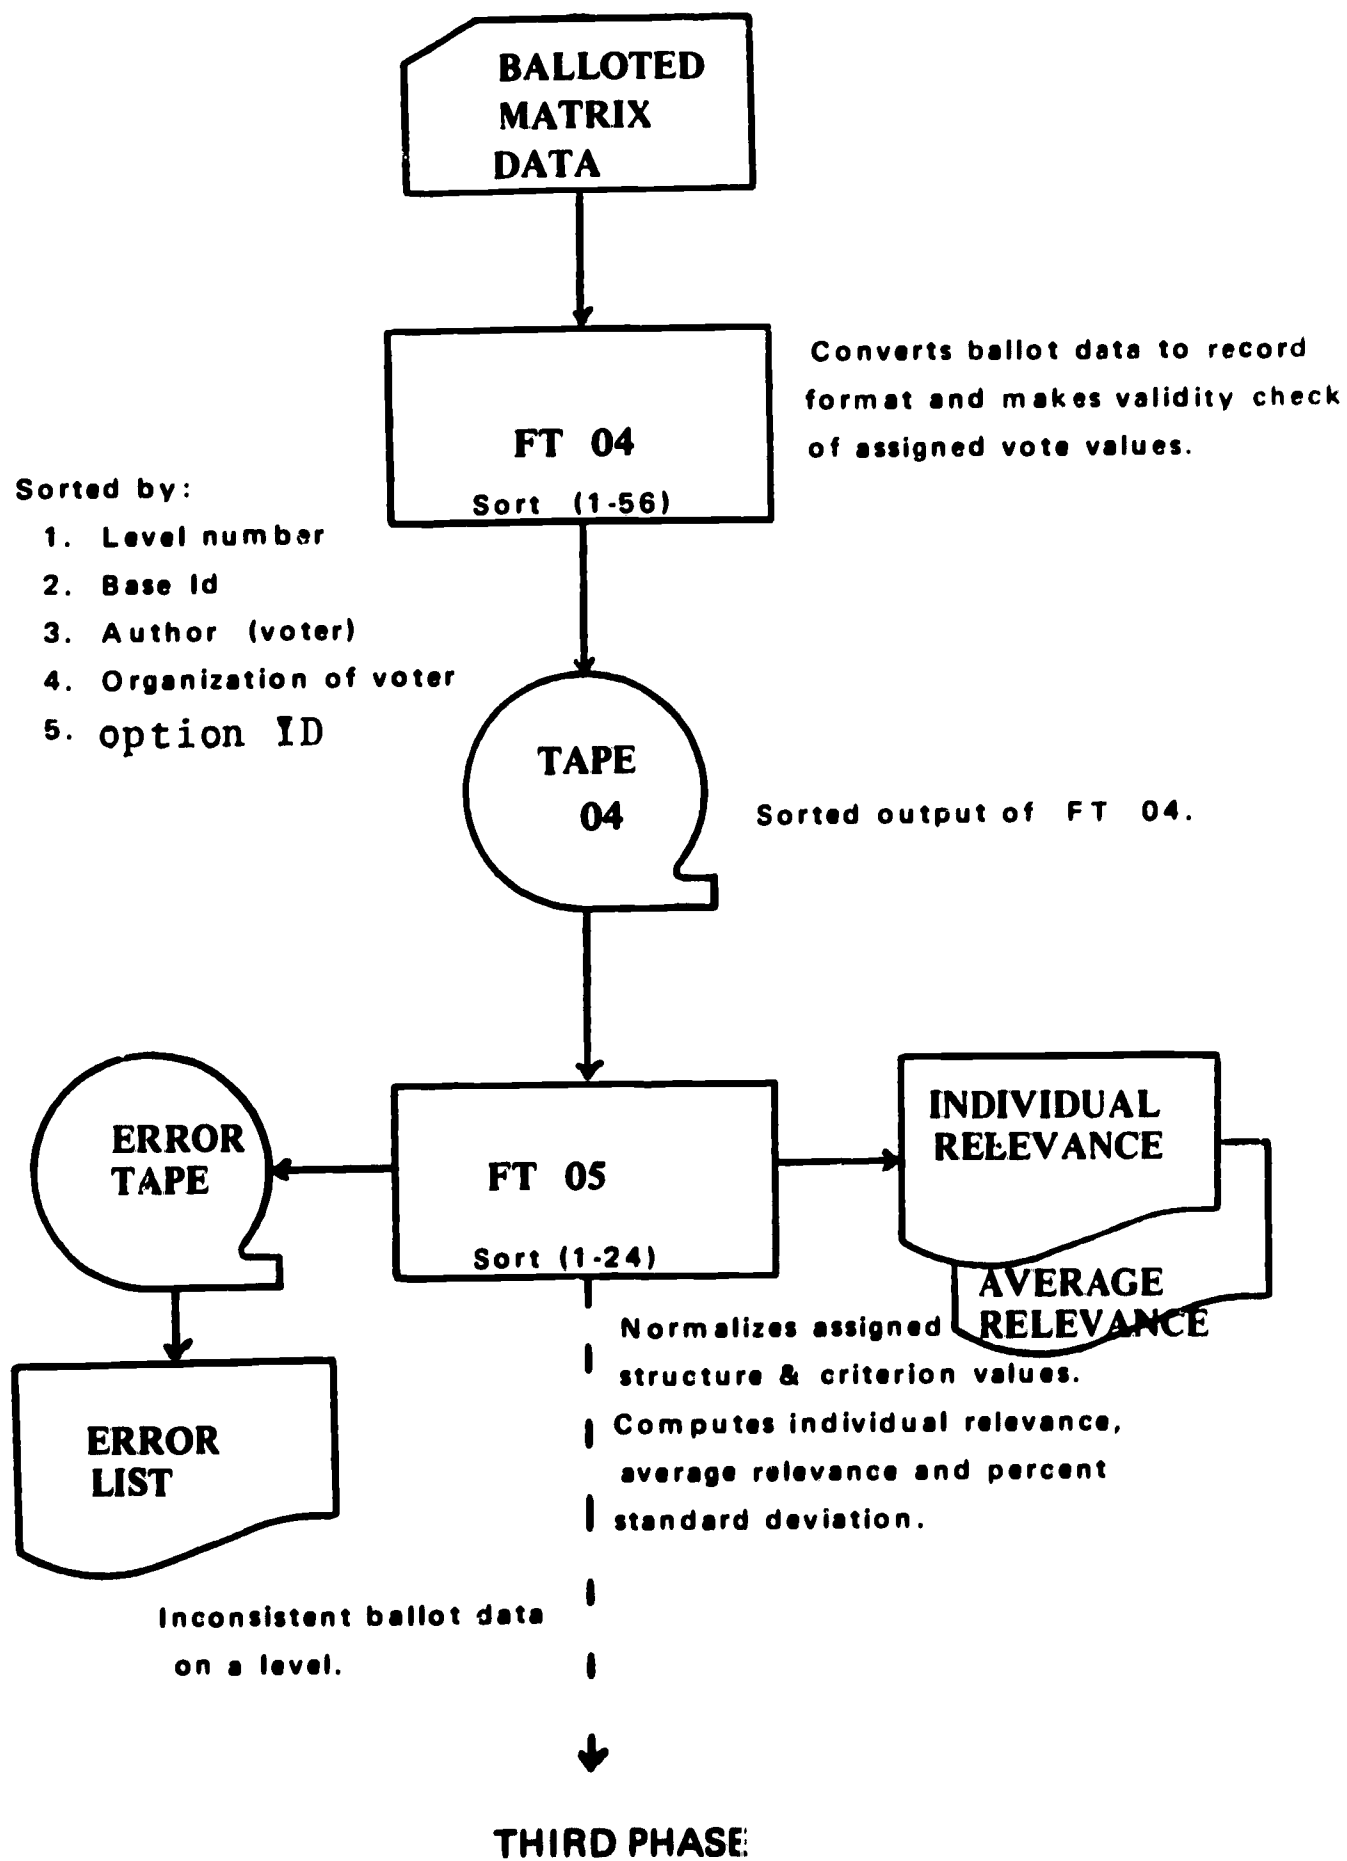 BALLOTED
MATRIX
DATA
FT 04
Sort (1-56)
Converts ballot data to record
format and makes validity check
of assigned vote values.
Sorted by:
1. Level number
2. Base Id
3. Author (voter)
4. Organization of voter
5. option ID
TAPE
04
Sorted output of FT 04.
ERROR
TAPE
FT 05
Sort (1-24)
INDIVIDUAL
RELEVANCE
AVERAGE
RELEVANCE
Normalizes assigned
structure & criterion values.
Computes individual relevance,
average relevance and percent
standard deviation.
ERROR
LIST
Inconsistent ballot data
on a level.
THIRD PHASE